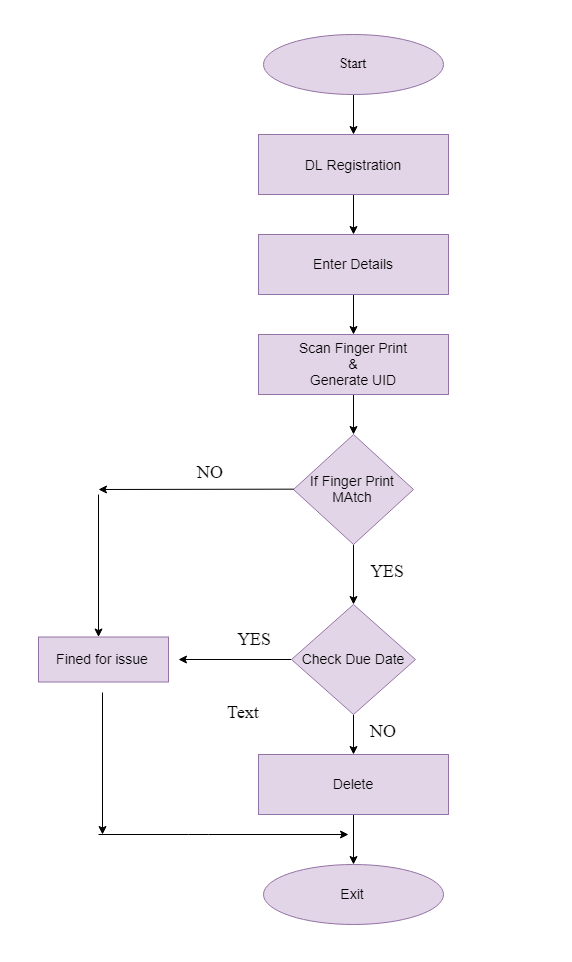 Start
DL Registration
Enter Details
Scan Finger Print
&
Generate UID
If Finger Print
MAtch
NO
YES
Check Due Date
YES
Fined for issue
Text
NO
Delete
Exit